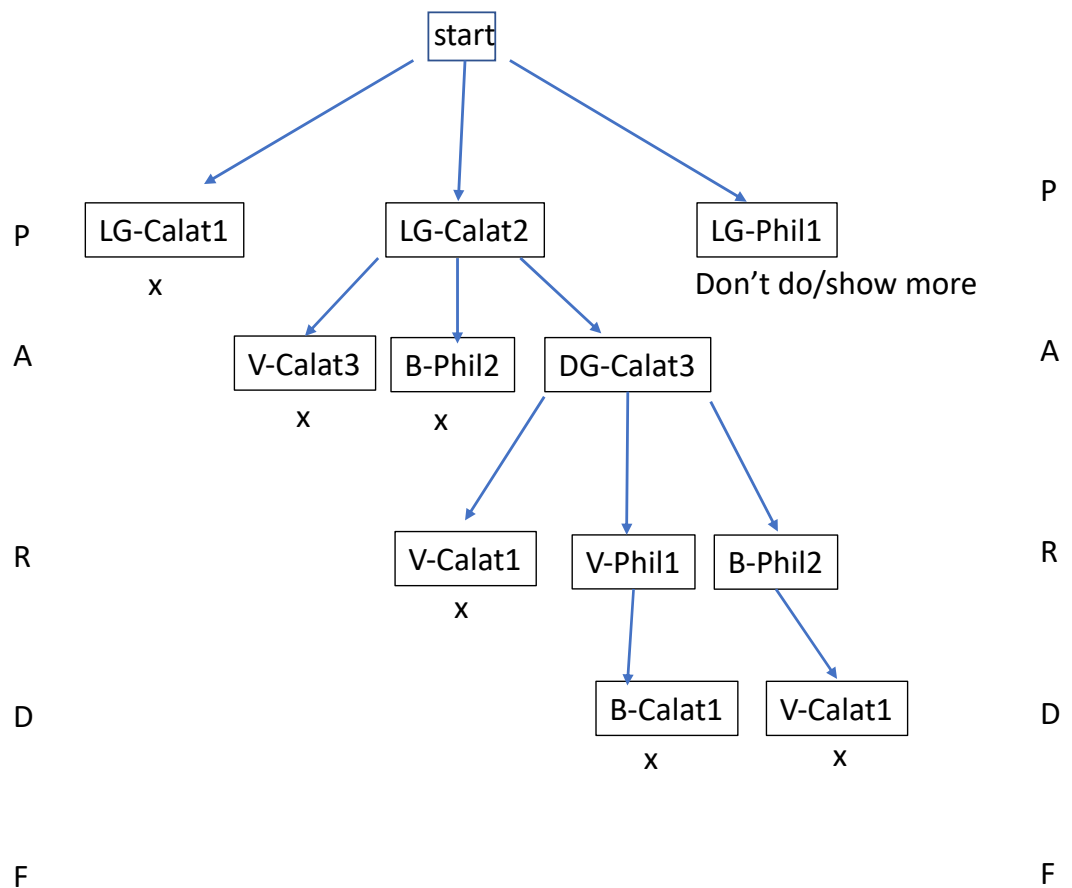 start
P
P
LG-Calat1
LG-Calat2
LG-Phil1
x
Don’t do/show more
A
A
V-Calat3
B-Phil2
DG-Calat3
x
x
R
R
V-Calat1
V-Phil1
B-Phil2
x
D
D
B-Calat1
V-Calat1
x
x
F
F